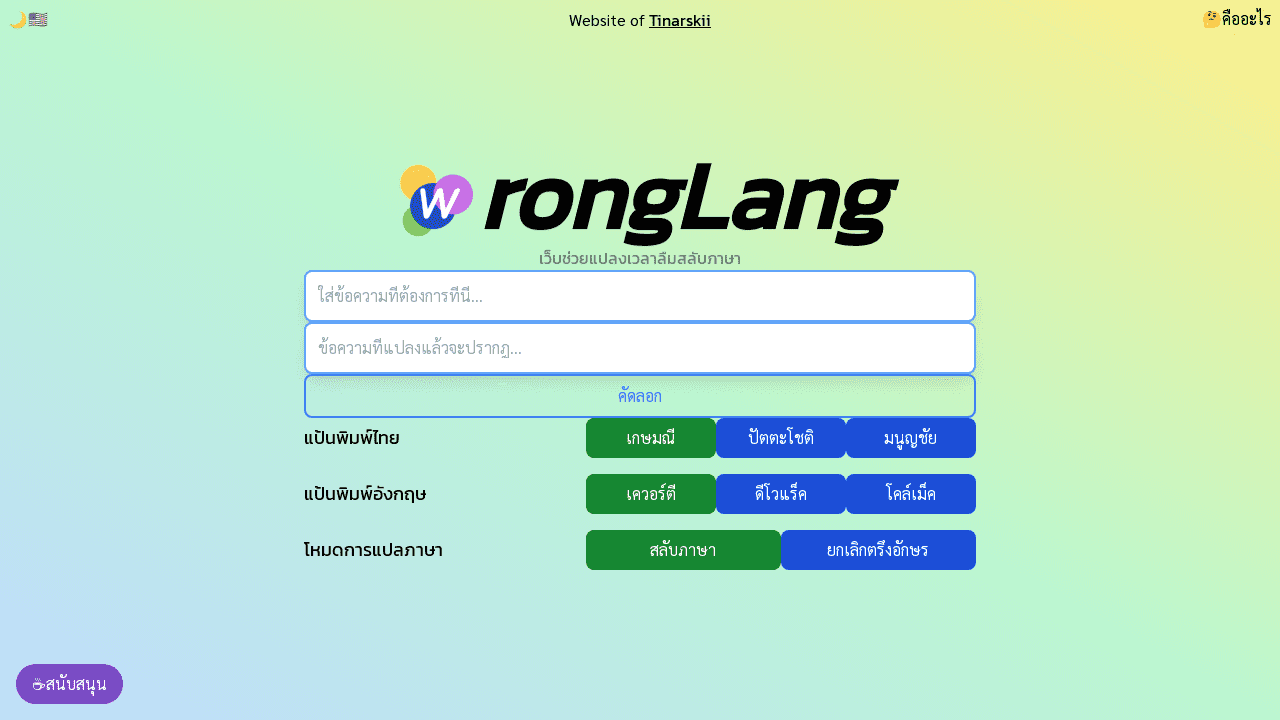 🌙🇺🇸
Website of Tinarskii
🤔คืออะไร
WrongLang
เว็บช่วยแปลงเวลาลืมสลับภาษา
ใส่ข้อความที่ต้องการที่นี่...
ข้อความที่แปลงแล้วจะปรากฏ...
คัดลอก
แป้นพิมพ์ไทย เกษมณี ปัตตะโชติ มนูญชัย
แป้นพิมพ์อังกฤษ เควอร์ตี ดีโวแร็ค โคล์เม็ค
โหมดการแปลภาษา สลับภาษา ยกเลิกตรึงอักษร
☕สนับสนุน